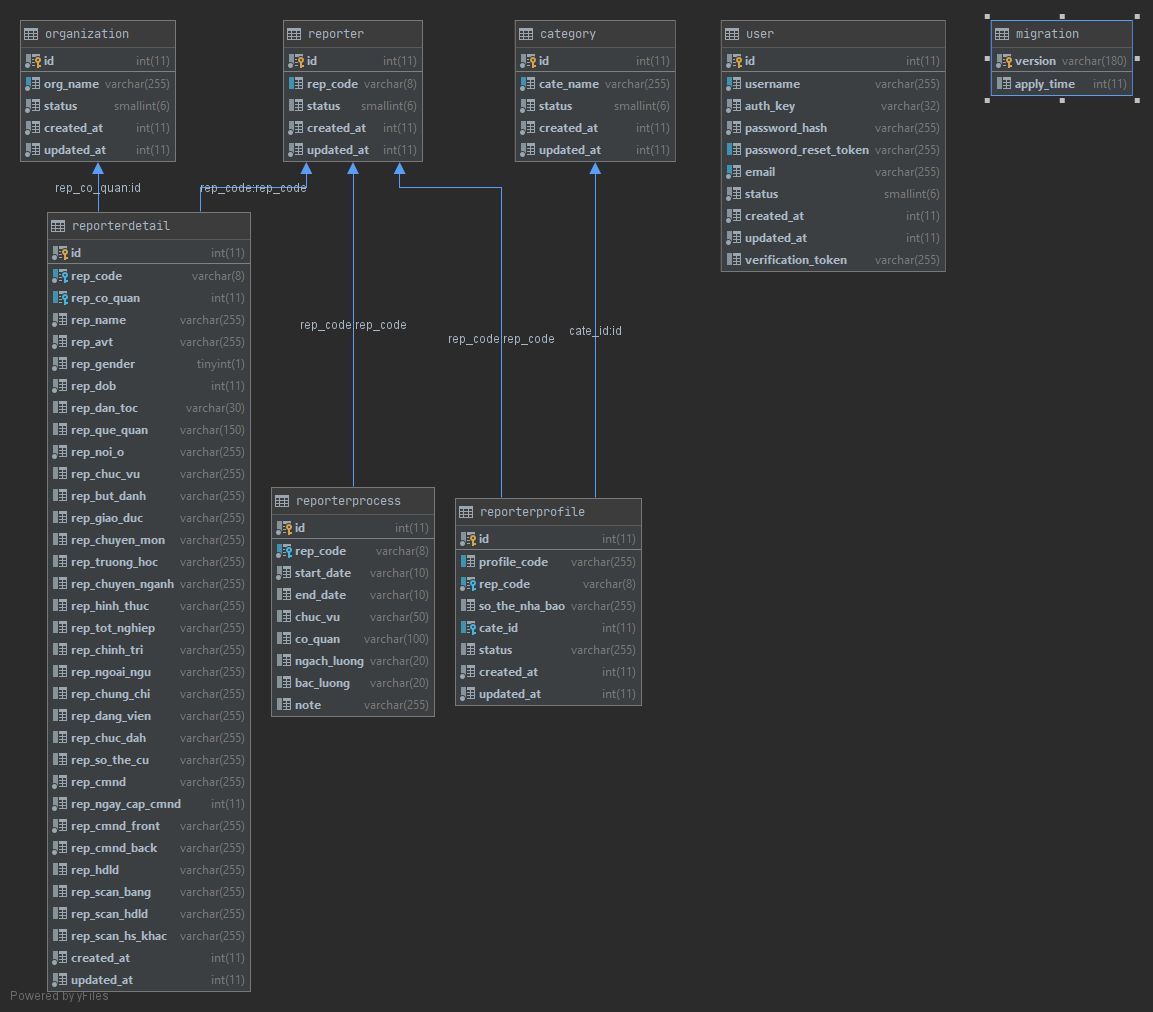 organization
id int(11)
org_name varchar(255)
status smallint(6)
created_at int(11)
updated_at int(11)
reporter
id int(11)
rep_code varchar(8)
status smallint(6)
created_at int(11)
updated_at int(11)
category
id int(11)
cate_name varchar(255)
status smallint(6)
created_at int(11)
updated_at int(11)
user
id int(11)
username varchar(255)
auth_key varchar(32)
password_hash varchar(255)
password_reset_token varchar(255)
email varchar(255)
status smallint(6)
created_at int(11)
updated_at int(11)
verification_token varchar(255)
migration
version varchar(180)
apply_time int(11)
rep_co_quan:id
rep_code:rep_code
reporterdetail
id int(11)
rep_code varchar(8)
rep_co_quan int(11)
rep_name varchar(255)
rep_avt varchar(255)
rep_gender tinyint(1)
rep_dob int(11)
rep_dan_toc varchar(30)
rep_que_quan varchar(150)
rep_noi_o varchar(255)
rep_chuc_vu varchar(255)
rep_but_danh varchar(255)
rep_giao_duc varchar(255)
rep_chuyen_mon varchar(255)
rep_truong_hoc varchar(255)
rep_chuyen_nganh varchar(255)
rep_hinh_thuc varchar(255)
rep_tot_nghiep varchar(255)
rep_chinh_tri varchar(255)
rep_ngoai_ngu varchar(255)
rep_chung_chi varchar(255)
rep_dang_vien varchar(255)
rep_chuc_dah varchar(255)
rep_so_the_cu varchar(255)
rep_cmnd varchar(255)
rep_ngay_cap_cmnd int(11)
rep_cmnd_front varchar(255)
rep_cmnd_back varchar(255)
rep_hdld varchar(255)
rep_scan_bang varchar(255)
rep_scan_hdld varchar(255)
rep_scan_hs_khac varchar(255)
created_at int(11)
updated_at int(11)
rep_code:rep_code
rep_code:rep_code
cate_id:id
reporterprocess
id int(11)
rep_code varchar(8)
start_date varchar(10)
end_date varchar(10)
chuc_vu varchar(50)
co_quan varchar(100)
ngach_luong varchar(20)
bac_luong varchar(20)
note varchar(255)
reporterprofile
id int(11)
profile_code varchar(255)
rep_code varchar(8)
so_the_nha_bao varchar(255)
cate_id int(11)
status varchar(255)
created_at int(11)
updated_at int(11)
Powered by yFiles